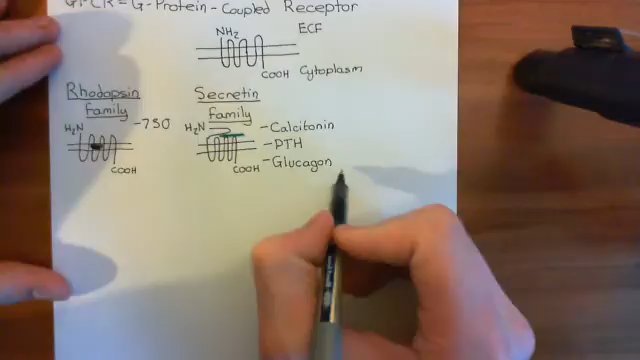 GPCR = G-Protein-Coupled Receptor
NH₂ ECF
COOH Cytoplasm
Rhodopsin Family
H₂N -750
COOH
Secretin Family
H₂N
COOH
-Calcitonin
-PTH
-Glucagon